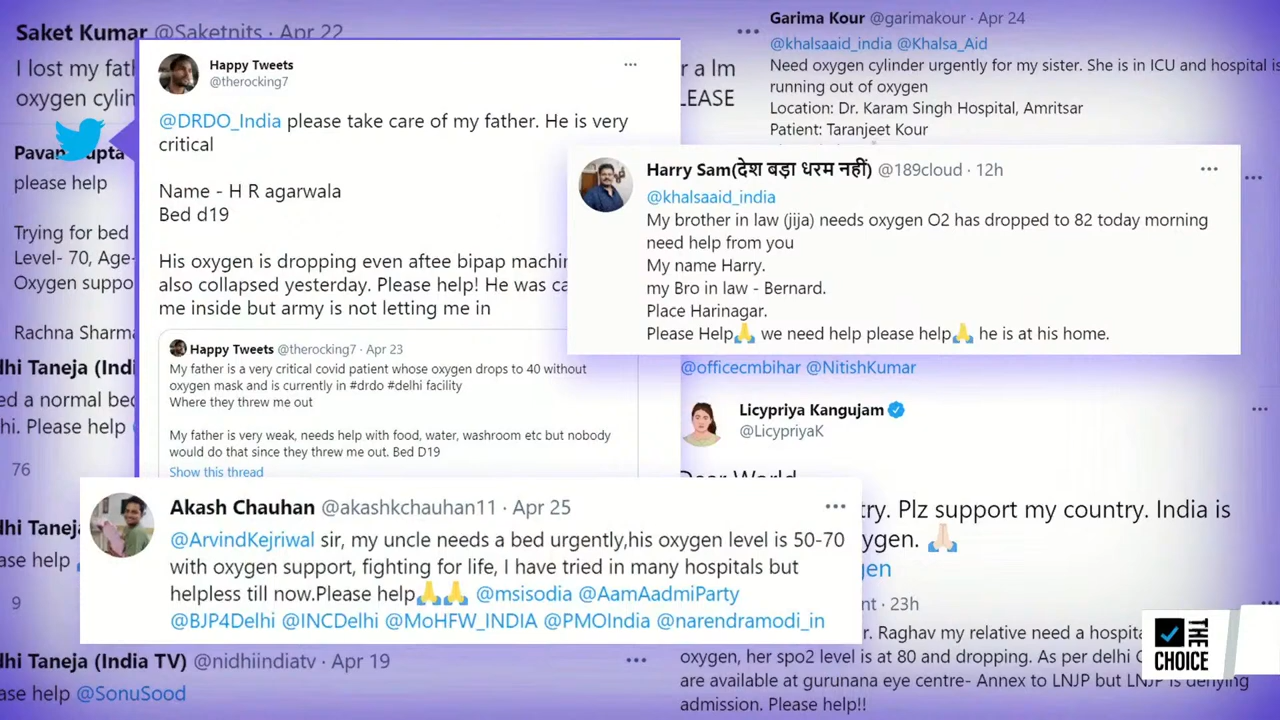 Saket Kumar @Saketnits · Apr 22
I lost my fath
oxygen cylin
r a lm
LEASE
please help
Trying for bed
Level- 70, Age-
Oxygen suppo
Rachna Sharma
dhi Taneja (Indi
ed a normal bed
lhi. Please help
76
dhi Taneja
ase help
9
dhi Taneja (India TV) @nidhiindiatv · Apr 19
ase help @SonuSood
Happy Tweets
@therocking7
@DRDO_India please take care of my father. He is very
critical
Name - H R agarwala
Bed d19
His oxygen is dropping even aftee bipap machin
also collapsed yesterday. Please help! He was ca
me inside but army is not letting me in
Happy Tweets @therocking7 · Apr 23
My father is a very critical covid patient whose oxygen drops to 40 without
oxygen mask and is currently in #drdo #delhi facility
Where they threw me out
My father is very weak, needs help with food, water, washroom etc but nobody
would do that since they threw me out. Bed D19
Show this thread
Garima Kour @garimakour · Apr 24
@khalsaaid_india @Khalsa_Aid
Need oxygen cylinder urgently for my sister. She is in ICU and hospital is
running out of oxygen
Location: Dr. Karam Singh Hospital, Amritsar
Patient: Taranjeet Kour
Harry Sam(देश बड़ा धरम नहीं) @189cloud · 12h
@khalsaaid_india
My brother in law (jija) needs oxygen O2 has dropped to 82 today morning
need help from you
My name Harry.
my Bro in law - Bernard.
Place Harinagar.
Please Help🙏 we need help please help🙏 he is at his home.
@officecmbihar @NitishKumar
Licypriya Kangujam
@LicypriyaK
Dear World
try. Plz support my country. India is
ygen. 🙏🏻
gen
Akash Chauhan @akashkchauhan11 · Apr 25
@ArvindKejriwal sir, my uncle needs a bed urgently,his oxygen level is 50-70
with oxygen support, fighting for life, I have tried in many hospitals but
helpless till now.Please help🙏🙏 @msisodia @AamAadmiParty
@BJP4Delhi @INCDelhi @MoHFW_INDIA @PMOIndia @narendramodi_in
nt · 23h
r. Raghav my relative need a hospita
oxygen, her spo2 level is at 80 and dropping. As per delhi
are available at gurunana eye centre- Annex to LNJP but LNJP is denying
admission. Please help!!
THE
CHOICE